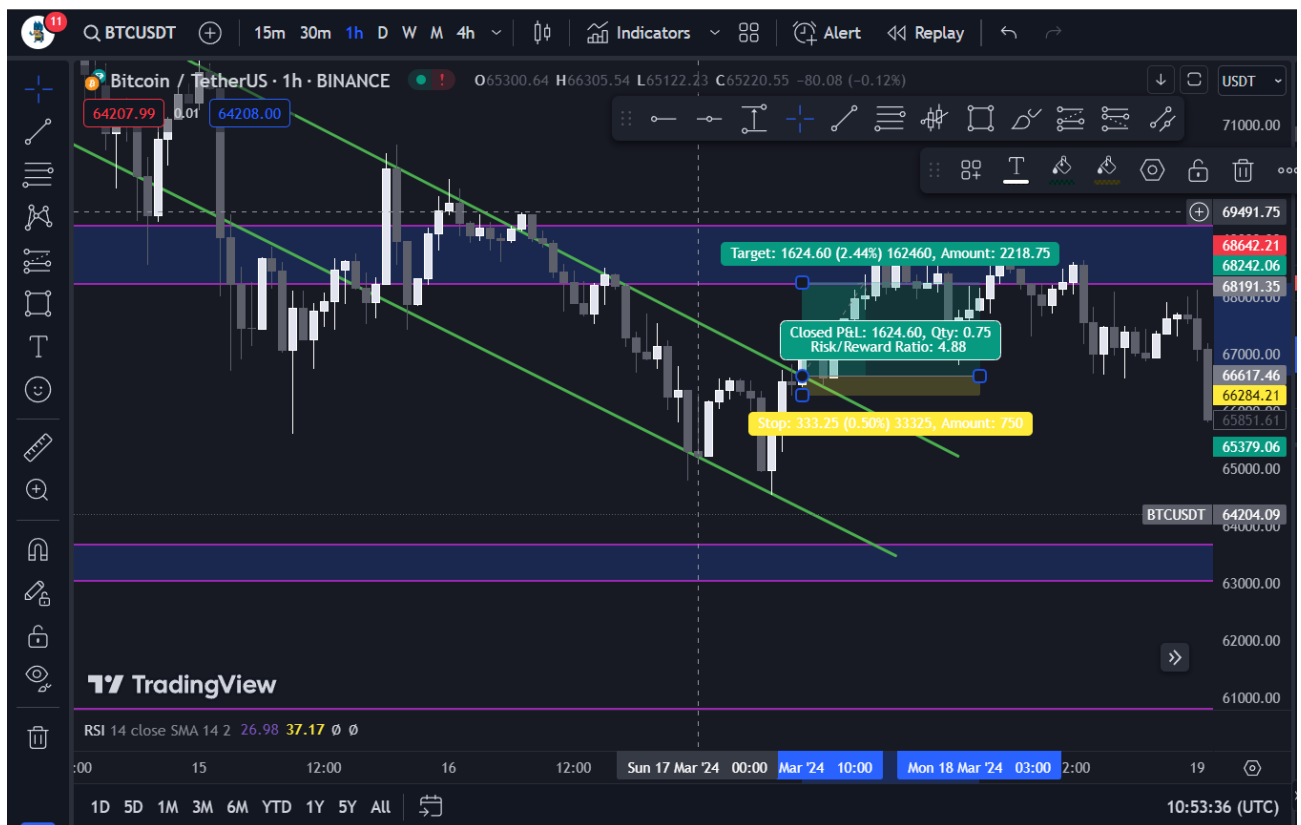 11
BTCUSDT 15m 30m 1h D W M 4h Indicators Alert Replay
Bitcoin / TetherUS · 1h · BINANCE ! O65300.64 H66305.54 L65122.23 C65220.55 −80.08 (−0.12%) USDT
64207.99 0.01 64208.00
71000.00
T
69491.75
68642.21
Target: 1624.60 (2.44%) 162460, Amount: 2218.75
68242.06
68191.35
68000.00
Closed P&L: 1624.60, Qty: 0.75
Risk/Reward Ratio: 4.88
67000.00
66617.46
66284.21
65851.61
Stop: 333.25 (0.50%) 33325, Amount: 750
65379.06
65000.00
BTCUSDT 64204.09
64000.00
63000.00
62000.00
TradingView
61000.00
RSI 14 close SMA 14 2 26.98 37.17 Ø Ø
:00 15 12:00 16 12:00 Sun 17 Mar '24 00:00 Mar '24 10:00 Mon 18 Mar '24 03:00 2:00 19
1D 5D 1M 3M 6M YTD 1Y 5Y All 10:53:36 (UTC)